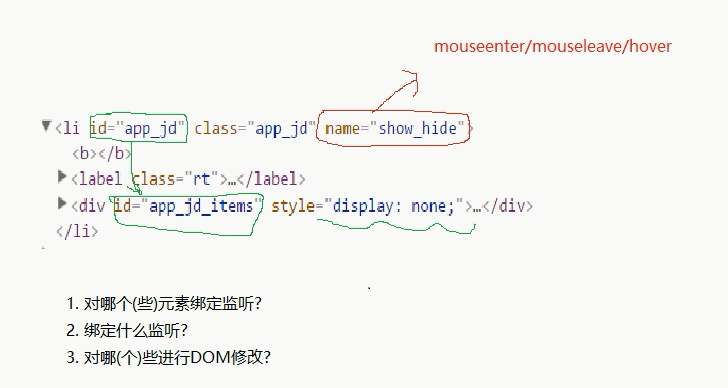 mouseenter/mouseleave/hover
▼<li id="app_jd" class="app_jd" name="show_hide">
<b></b>
▶<label class="rt">…</label>
▶<div id="app_jd_items" style="display: none;">…</div>
</li>
1. 对哪个(些)元素绑定监听?
2. 绑定什么监听?
3. 对哪(个)些进行DOM修改?